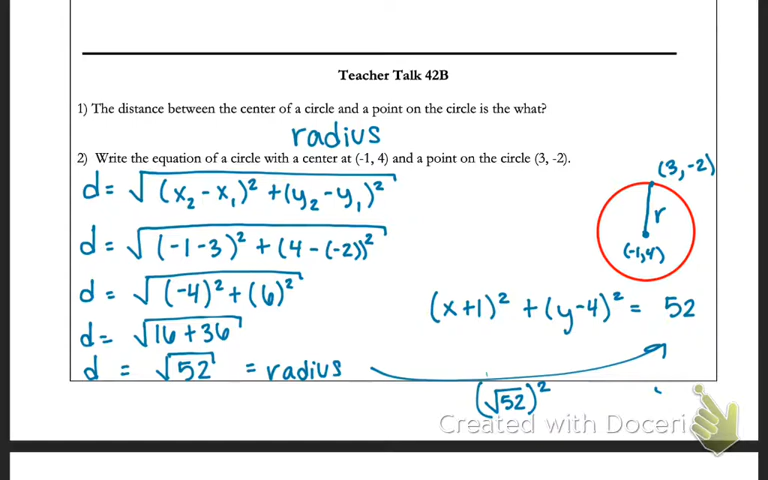 Teacher Talk 42B
1) The distance between the center of a circle and a point on the circle is the what?
radius
2) Write the equation of a circle with a center at (-1, 4) and a point on the circle (3, -2).
d = √(x₂ - x₁)² + (y₂ - y₁)²
(3, -2)
r
(-1,4)
d = √(-1-3)² + (4 - (-2))²
d = √(-4)² + (6)²
(x+1)² + (y-4)² = 52
d = √16 + 36
d = √52 = radius
(√52)²
Created with Doceri